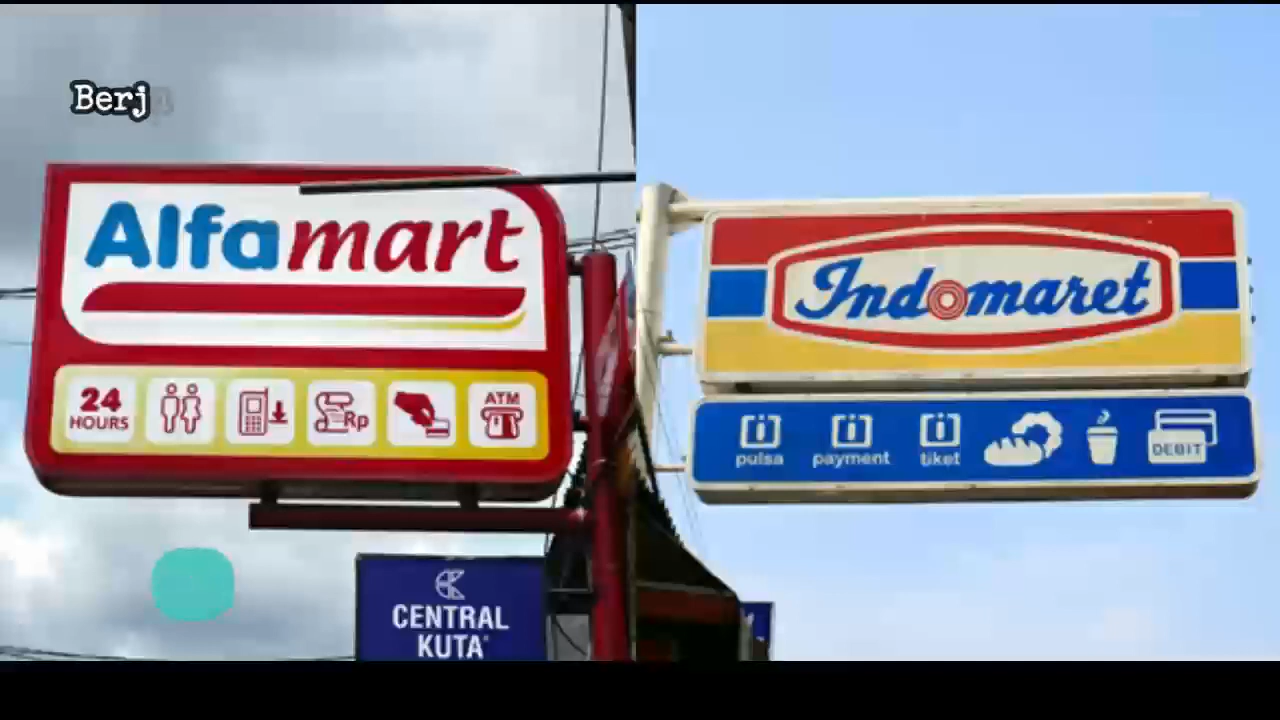 Berj
Alfamart
24
HOURS
Rp
ATM
CENTRAL
KUTA
Indomaret
pulsa
payment
tiket
DEBIT